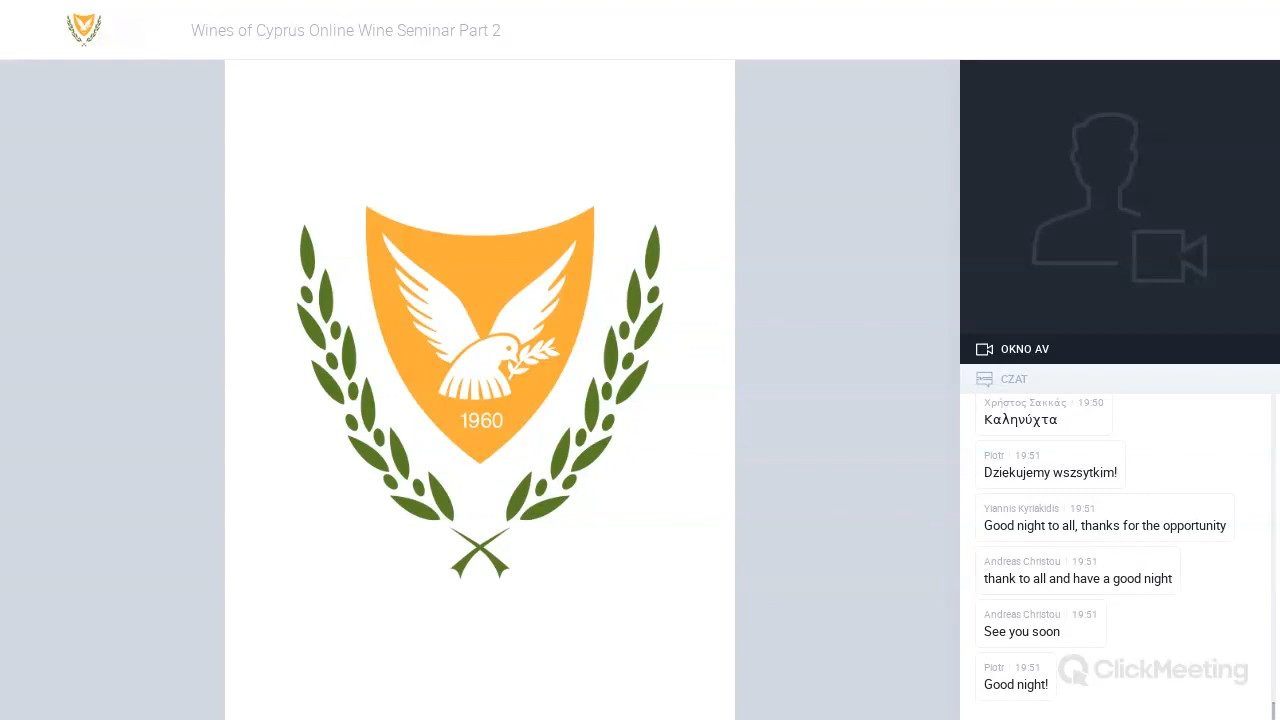 Wines of Cyprus Online Wine Seminar Part 2
1960
OKNO AV
CZAT
Χρήστος Σακκάς 19:50
Καληνύχτα
Piotr 19:51
Dziekujemy wszsytkim!
Yiannis Kyriakidis 19:51
Good night to all, thanks for the opportunity
Andreas Christou 19:51
thank to all and have a good night
Andreas Christou 19:51
See you soon
Piotr 19:51
Good night!
ClickMeeting